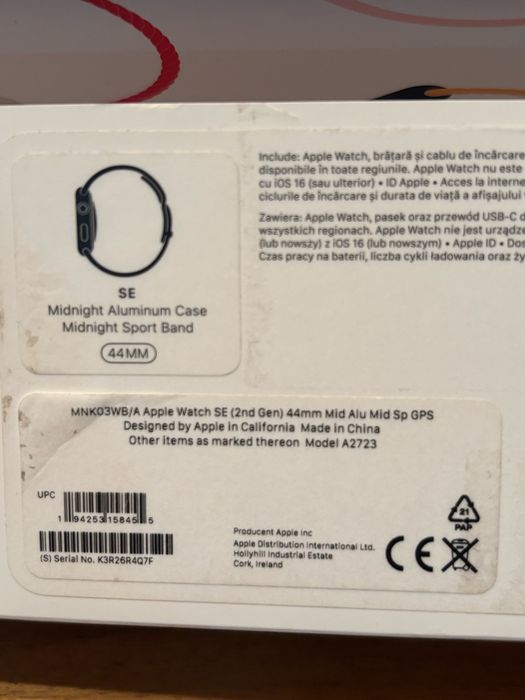 SE
Midnight Aluminum Case
Midnight Sport Band
44MM
Include: Apple Watch, brățară și cablu de încărcare
disponibile în toate regiunile. Apple Watch nu este
cu iOS 16 (sau ulterior) • ID Apple • Acces la interne
ciclurile de încărcare și durata de viață a afișajului
Zawiera: Apple Watch, pasek oraz przewód USB-C d
wszystkich regionach. Apple Watch nie jest urządze
(lub nowszy) z iOS 16 (lub nowszym) • Apple ID • Dos
Czas pracy na baterii, liczba cykli ładowania oraz ży
MNK03WB/A Apple Watch SE (2nd Gen) 44mm Mid Alu Mid Sp GPS
Designed by Apple in California Made in China
Other items as marked thereon Model A2723
UPC
1 94253 15845 5
(S) Serial No. K3R26R4Q7F
Producent Apple Inc
Apple Distribution International Ltd.
Hollyhill Industrial Estate
Cork, Ireland
CE
21
PAP